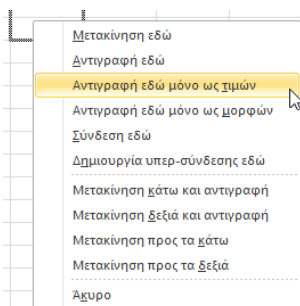 Μετακίνηση εδώ
Αντιγραφή εδώ
Αντιγραφή εδώ μόνο ως τιμών
Αντιγραφή εδώ μόνο ως μορφών
Σύνδεση εδώ
Δημιουργία υπερ-σύνδεσης εδώ
Μετακίνηση κάτω και αντιγραφή
Μετακίνηση δεξιά και αντιγραφή
Μετακίνηση προς τα κάτω
Μετακίνηση προς τα δεξιά
Άκυρο